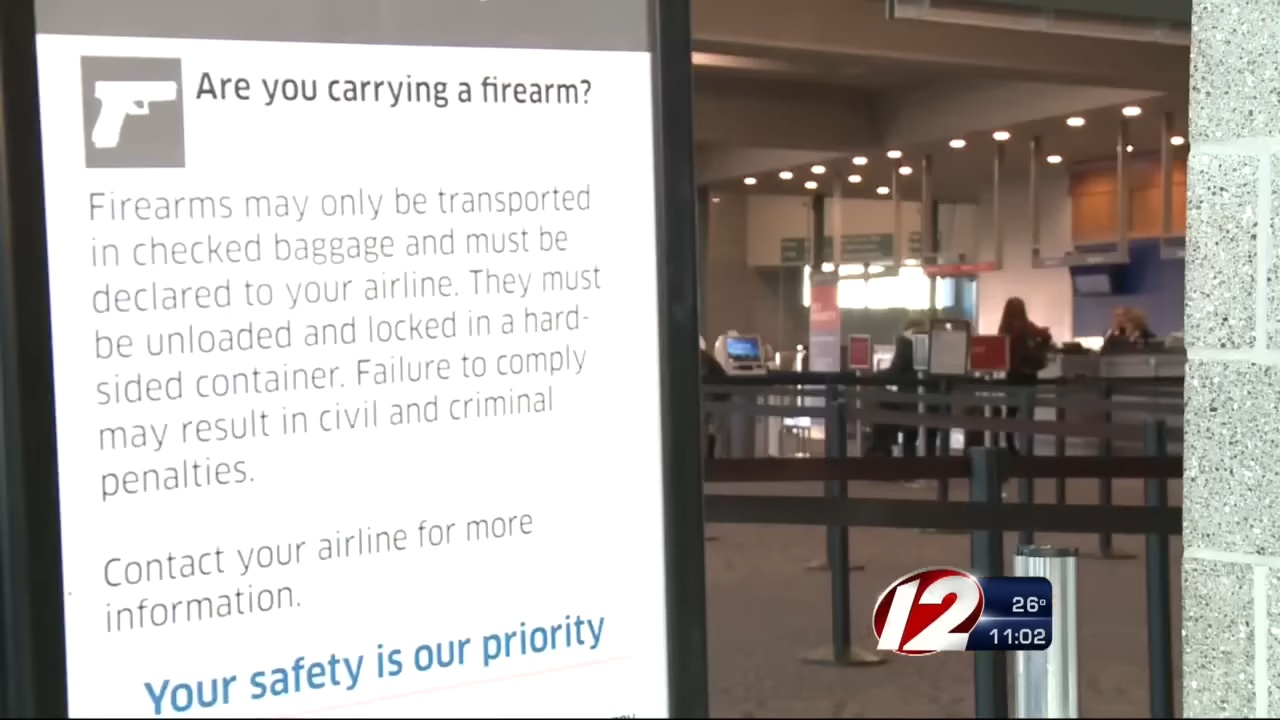 Are you carrying a firearm?
Firearms may only be transported
in checked baggage and must be
declared to your airline. They must
be unloaded and locked in a hard-
sided container. Failure to comply
may result in civil and criminal
penalties.
Contact your airline for more
information.
Your safety is our priority
12
26°
11:02